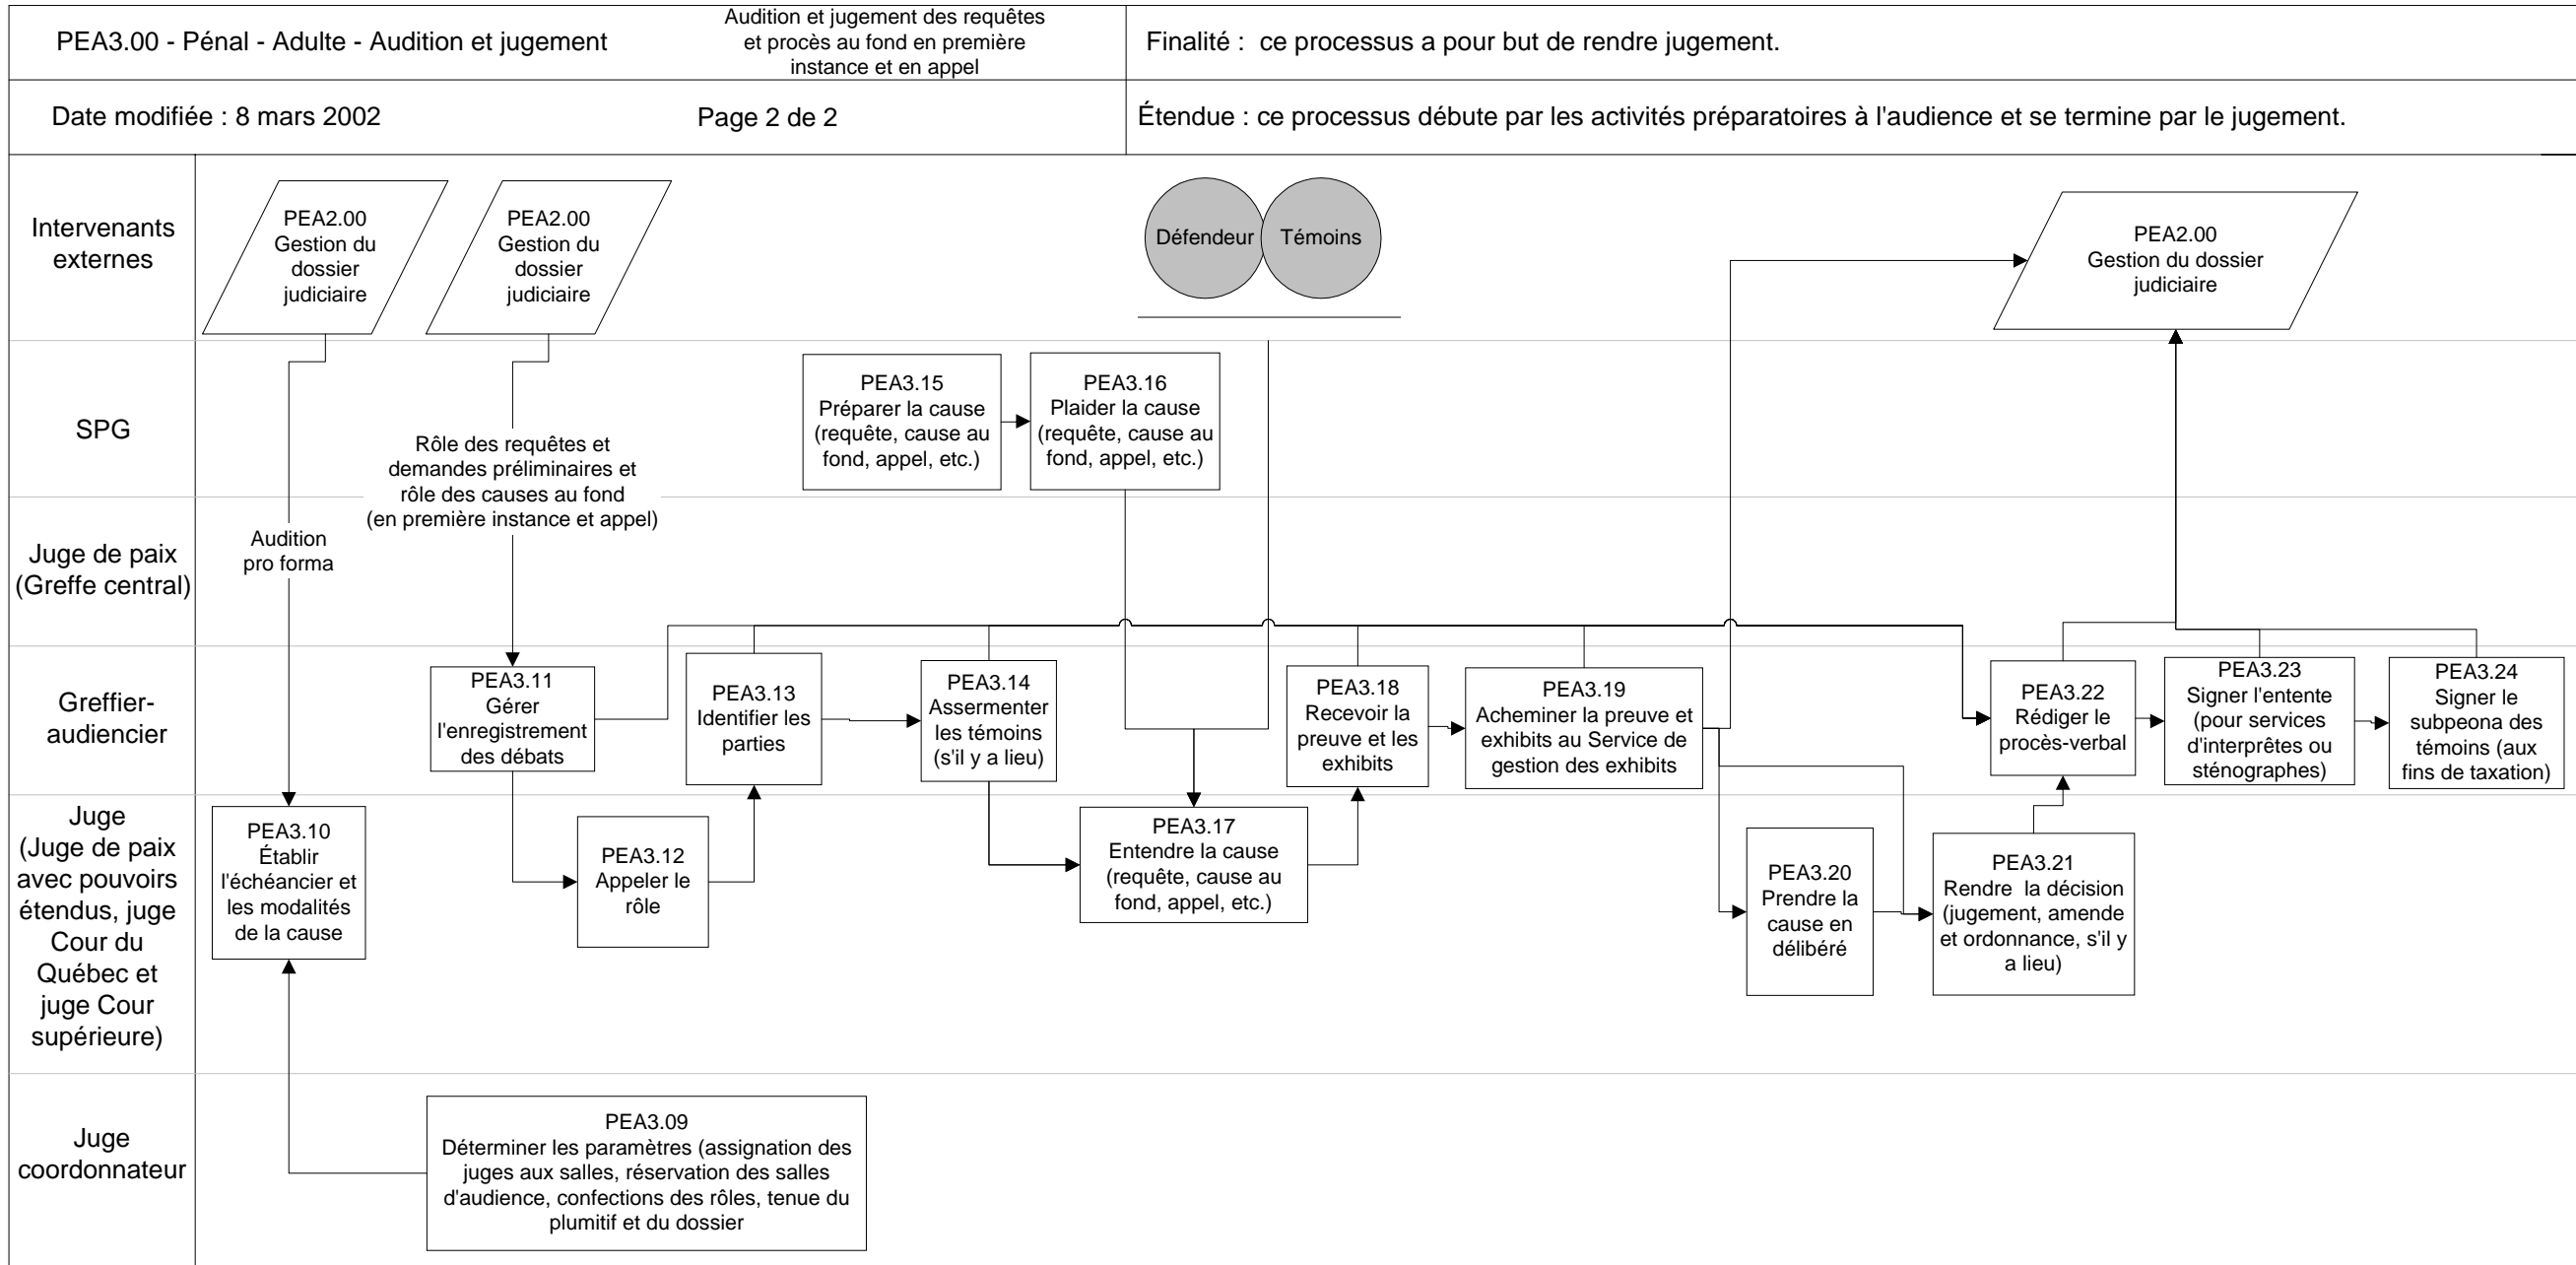 PEA3.00 - Pénal - Adulte - Audition et jugement
Audition et jugement des requêtes
et procès au fond en première
instance et en appel
Finalité :  ce processus a pour but de rendre jugement.
Date modifiée : 8 mars 2002
Page 2 de 2
Étendue : ce processus débute par les activités préparatoires à l'audience et se termine par le jugement.
Intervenants
externes
PEA2.00
Gestion du
dossier
judiciaire
PEA2.00
Gestion du
dossier
judiciaire
Défendeur
Témoins
PEA2.00
Gestion du dossier
judiciaire
SPG
Rôle des requêtes et
demandes préliminaires et
rôle des causes au fond
(en première instance et appel)
PEA3.15
Préparer la cause
(requête, cause au
fond, appel, etc.)
PEA3.16
Plaider la cause
(requête, cause au
fond, appel, etc.)
Juge de paix
(Greffe central)
Audition
pro forma
Greffier-
audiencier
PEA3.11
Gérer
l'enregistrement
des débats
PEA3.13
Identifier les
parties
PEA3.14
Assermenter
les témoins
(s'il y a lieu)
PEA3.18
Recevoir la
preuve et les
exhibits
PEA3.19
Acheminer la preuve et
exhibits au Service de
gestion des exhibits
PEA3.22
Rédiger le
procès-verbal
PEA3.23
Signer l'entente
(pour services
d'interprêtes ou
sténographes)
PEA3.24
Signer le
subpeona des
témoins (aux
fins de taxation)
Juge
(Juge de paix
avec pouvoirs
étendus, juge
Cour du
Québec et
juge Cour
supérieure)
PEA3.10
Établir
l'échéancier et
les modalités
de la cause
PEA3.12
Appeler le
rôle
PEA3.17
Entendre la cause
(requête, cause au
fond, appel, etc.)
PEA3.20
Prendre la
cause en
délibéré
PEA3.21
Rendre  la décision
(jugement, amende
et ordonnance, s'il y
a lieu)
Juge
coordonnateur
PEA3.09
Déterminer les paramètres (assignation des
juges aux salles, réservation des salles
d'audience, confections des rôles, tenue du
plumitif et du dossier